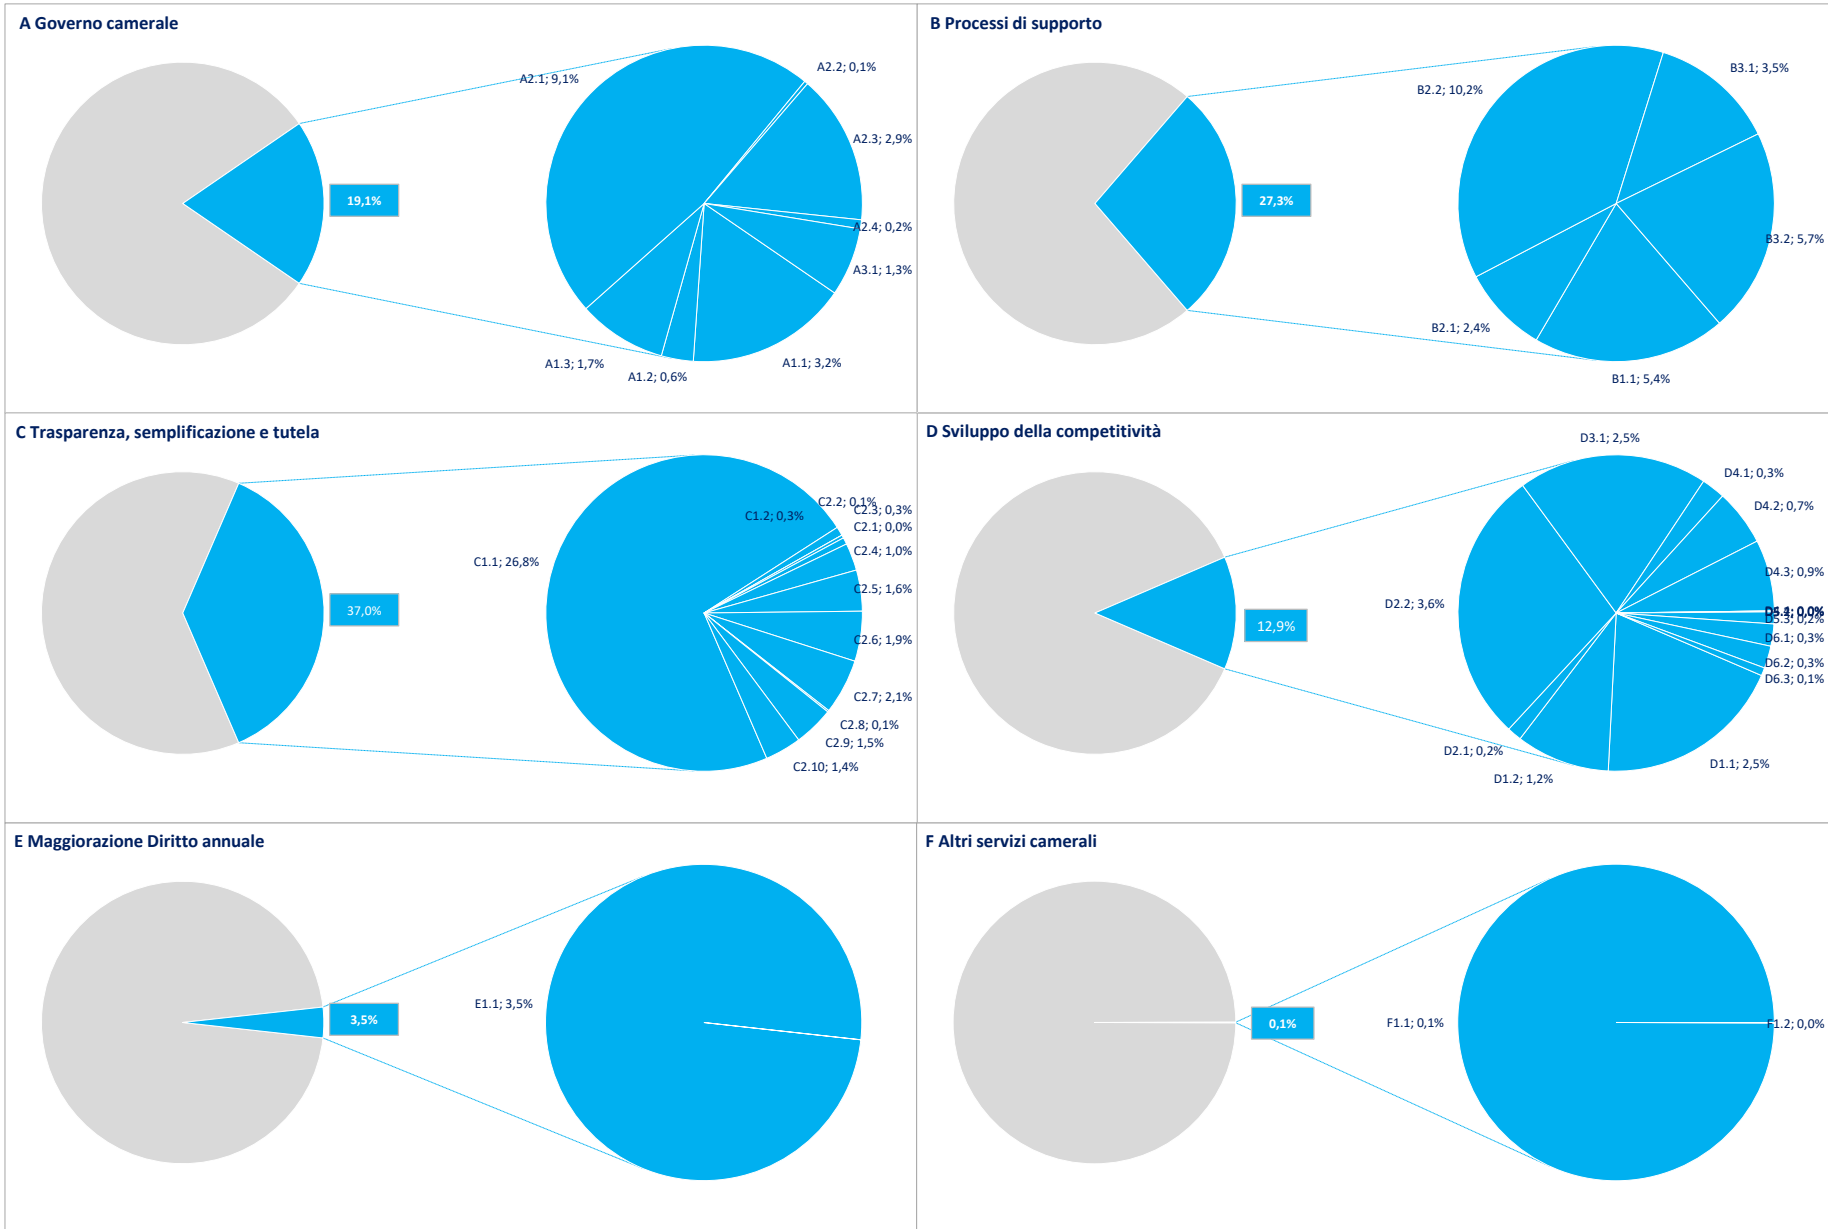 A Governo camerale
A2.1; 9,1%
A2.2; 0,1%
A2.3; 2,9%
19,1%
A2.4; 0,2%
A3.1; 1,3%
A1.3; 1,7%
A1.2; 0,6%
A1.1; 3,2%
B Processi di supporto
B3.1; 3,5%
B2.2; 10,2%
27,3%
B3.2; 5,7%
B2.1; 2,4%
B1.1; 5,4%
C Trasparenza, semplificazione e tutela
C2.2; 0,1%
C2.3; 0,3%
C1.2; 0,3%
C2.1; 0,0%
C2.4; 1,0%
C1.1; 26,8%
C2.5; 1,6%
37,0%
C2.6; 1,9%
C2.7; 2,1%
C2.8; 0,1%
C2.9; 1,5%
C2.10; 1,4%
D Sviluppo della competitività
D3.1; 2,5%
D4.1; 0,3%
D4.2; 0,7%
D4.3; 0,9%
D2.2; 3,6%
D5.3; 0,2%
12,9%
D6.1; 0,3%
D6.2; 0,3%
D6.3; 0,1%
D2.1; 0,2%
D1.2; 1,2%
D1.1; 2,5%
E Maggiorazione Diritto annuale
E1.1; 3,5%
3,5%
F Altri servizi camerali
0,1%
F1.1; 0,1%
F1.2; 0,0%